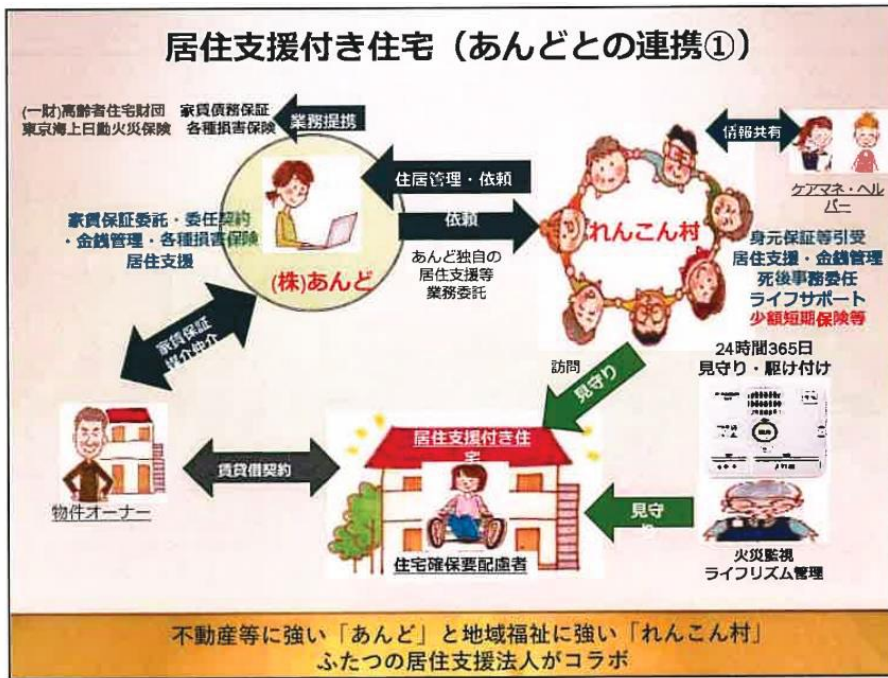 居住支援付き住宅（あんどとの連携①）
(一財)高齢者住宅財団
東京海上日動火災保険
家賃債務保証
各種損害保険
業務提携
住居管理・依頼
依頼
あんど独自の
居住支援等
業務委託
家賃保証委託・委任契約
・金銭管理・各種損害保険
居住支援
(株)あんど
れんこん村
情報共有
ケアマネ・ヘル
パー
身元保証等引受
居住支援・金銭管理
死後事務委任
ライフサポート
少額短期保険等
24時間365日
見守り・駆け付け
家賃保証
媒介仲介
訪問
見守り
物件オーナー
賃貸借契約
居住支援付き住
宅
住宅確保要配慮者
見守
り
火災監視
ライフリズム管理
不動産等に強い「あんど」と地域福祉に強い「れんこん村」
ふたつの居住支援法人がコラボ